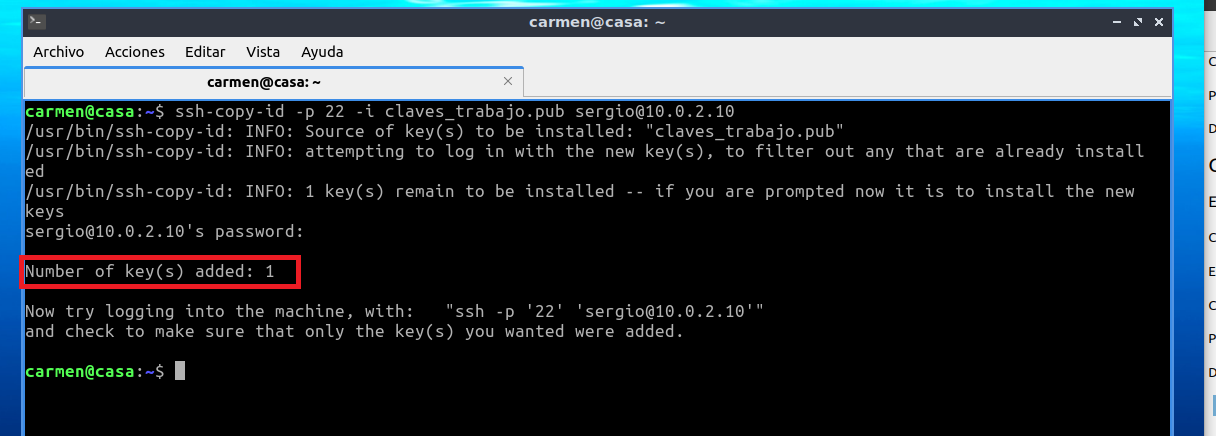 carmen@casa: ~
Archivo Acciones Editar Vista Ayuda
carmen@casa: ~
carmen@casa:~$ ssh-copy-id -p 22 -i claves_trabajo.pub sergio@10.0.2.10
/usr/bin/ssh-copy-id: INFO: Source of key(s) to be installed: "claves_trabajo.pub"
/usr/bin/ssh-copy-id: INFO: attempting to log in with the new key(s), to filter out any that are already install
ed
/usr/bin/ssh-copy-id: INFO: 1 key(s) remain to be installed -- if you are prompted now it is to install the new
keys
sergio@10.0.2.10's password:
Number of key(s) added: 1
Now try logging into the machine, with:   "ssh -p '22' 'sergio@10.0.2.10'"
and check to make sure that only the key(s) you wanted were added.
carmen@casa:~$